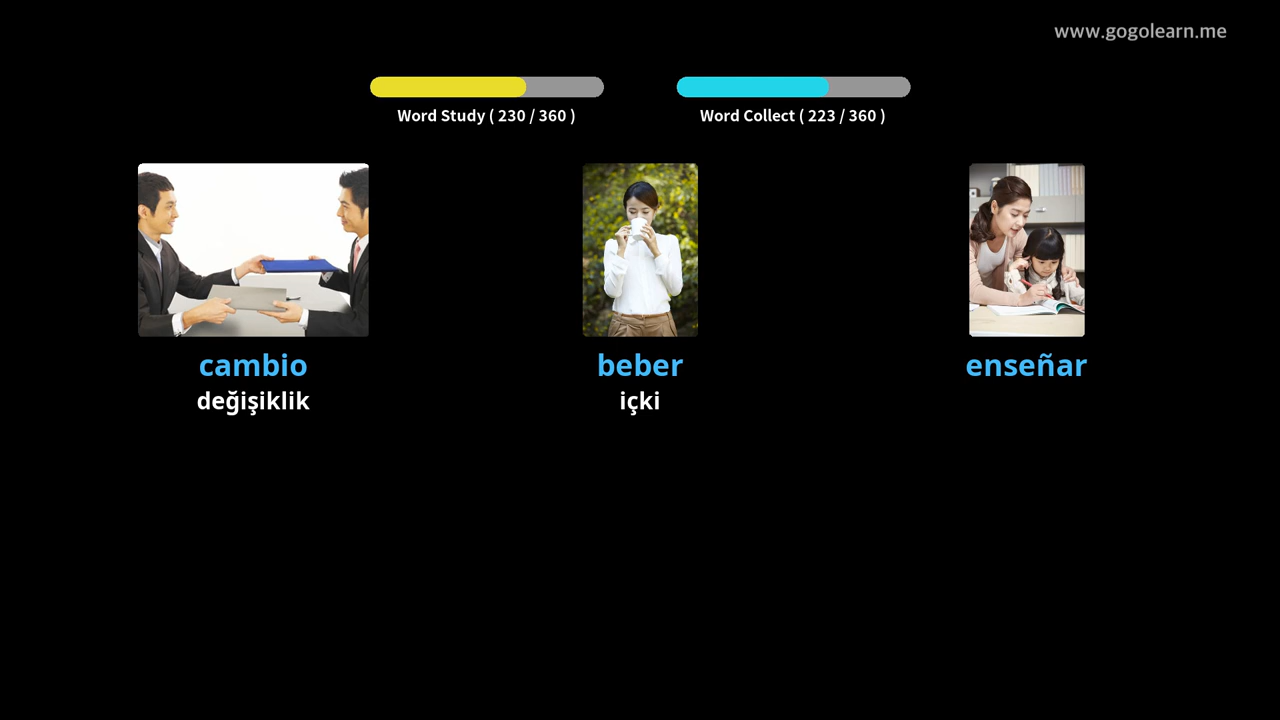 www.gogolearn.me
Word Study ( 230 / 360 )
Word Collect ( 223 / 360 )
cambio
beber
enseñar
değişiklik
içki